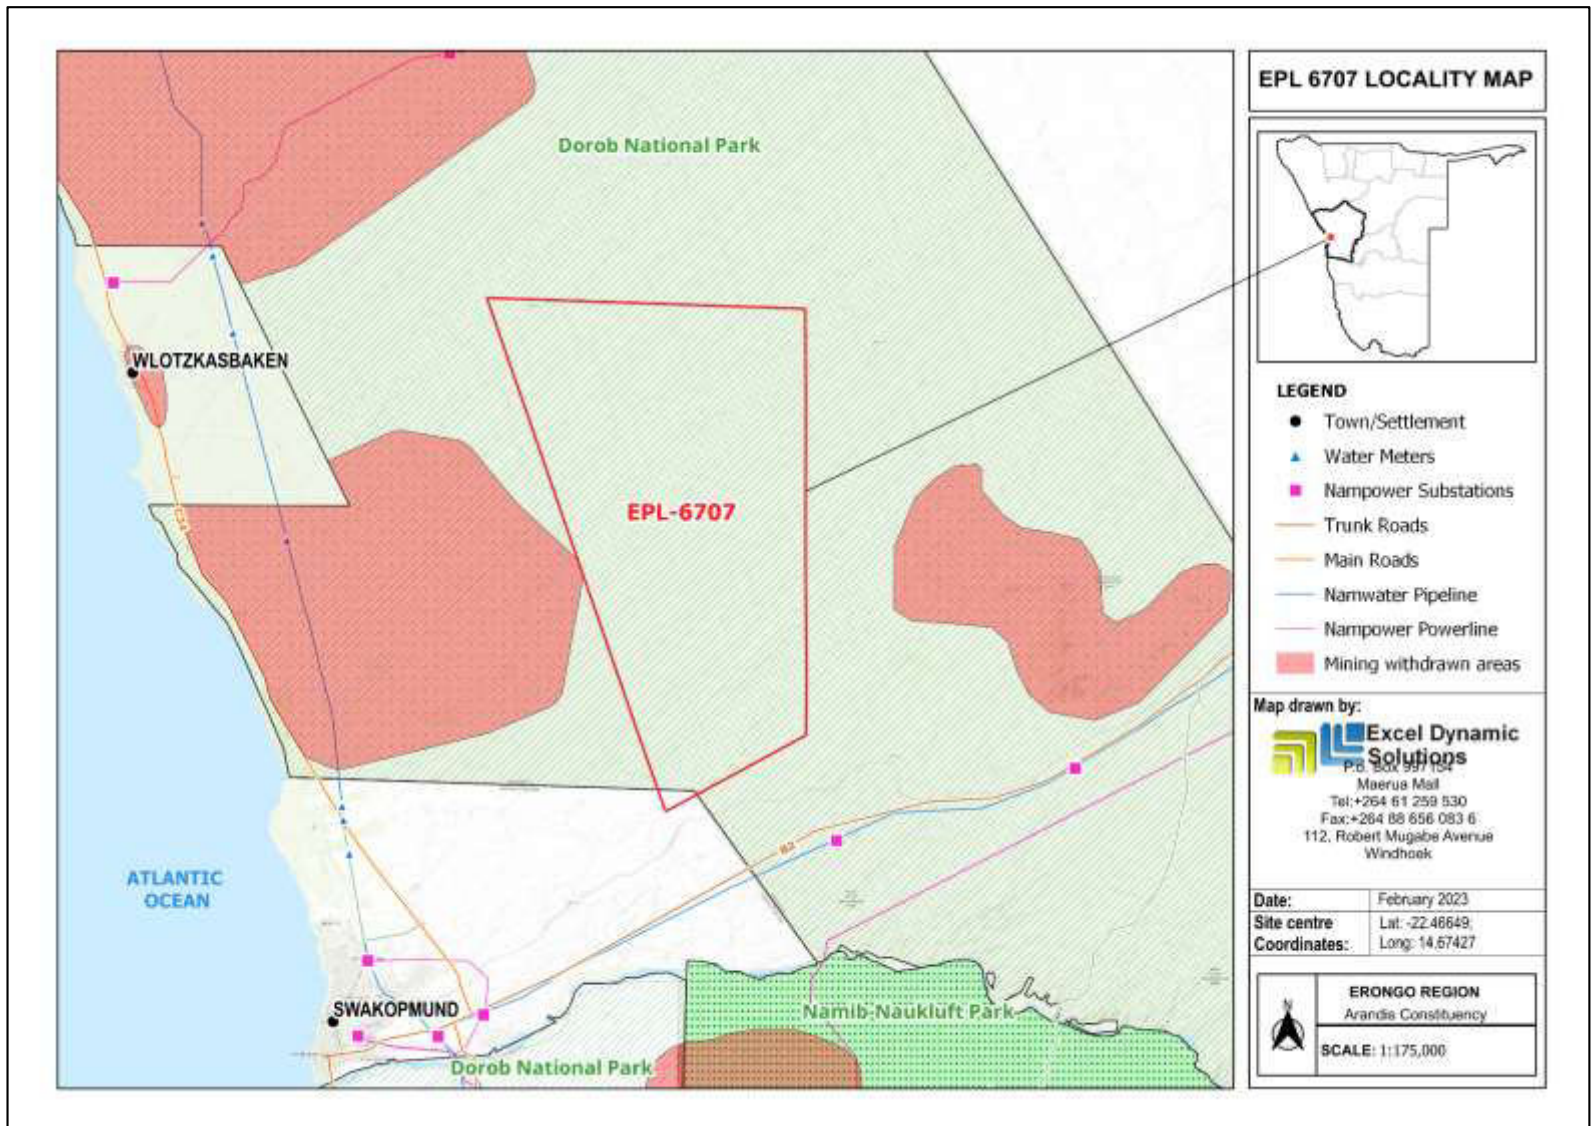 Dorob National Park
WLOTZKASBAKEN
C34
EPL-6707
B2
ATLANTIC
OCEAN
SWAKOPMUND
Namib-Naukluft Park
Dorob National Park
EPL 6707 LOCALITY MAP
LEGEND
Town/Settlement
Water Meters
Nampower Substations
Trunk Roads
Main Roads
Namwater Pipeline
Nampower Powerline
Mining withdrawn areas
Map drawn by:
Excel Dynamic
Solutions
P.O. Box 997154
Maerua Mall
Tel:+264 61 259 530
Fax:+264 88 656 083 6
112, Robert Mugabe Avenue
Windhoek
Date: February 2023
Site centre Lat: -22.46649;
Coordinates: Long: 14.67427
N
ERONGO REGION
Arandis Constituency
SCALE: 1:175,000